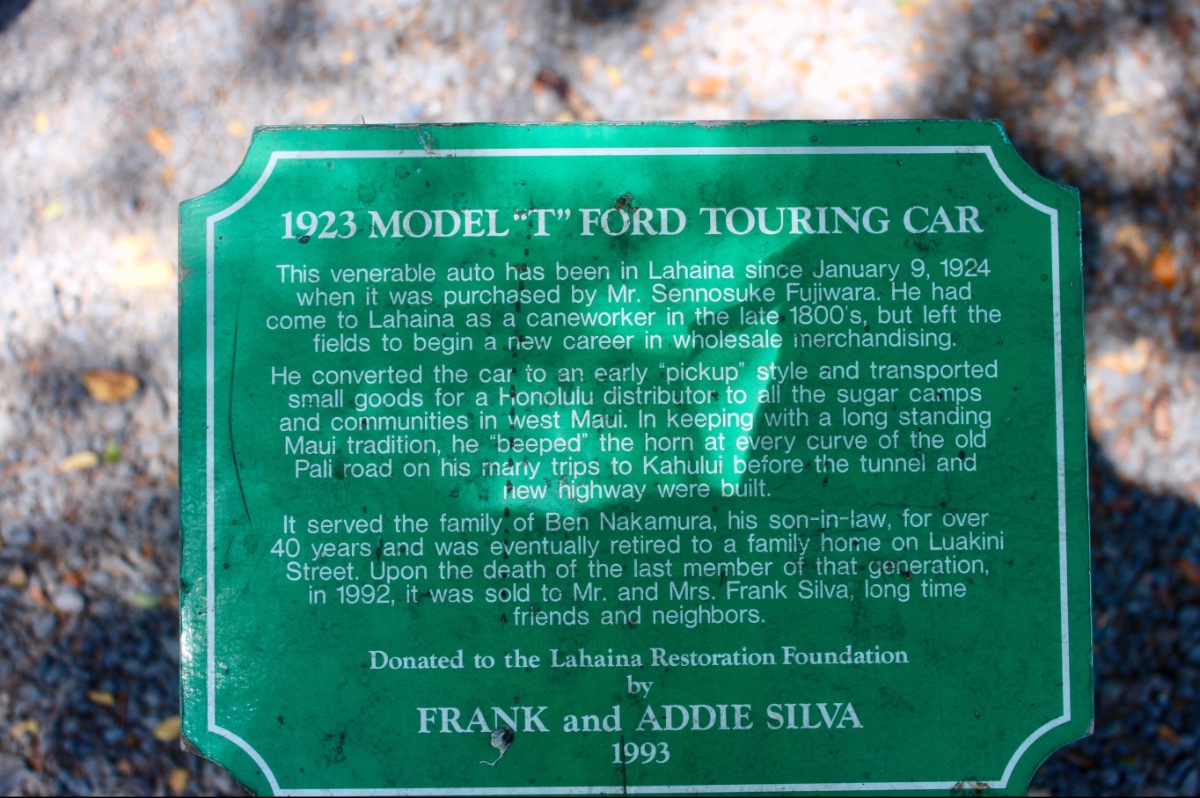 1923 MODEL “T” FORD TOURING CAR
This venerable auto has been in Lahaina since January 9, 1924
when it was purchased by Mr. Sennosuke Fujiwara. He had
come to Lahaina as a caneworker in the late 1800's, but left the
fields to begin a new career in wholesale merchandising.
He converted the car to an early “pickup” style and transported
small goods for a Honolulu distributor to all the sugar camps
and communities in west Maui. In keeping with a long standing
Maui tradition, he “beeped” the horn at every curve of the old
Pali road on his many trips to Kahului before the tunnel and
new highway were built.
It served the family of Ben Nakamura, his son-in-law, for over
40 years and was eventually retired to a family home on Luakini
Street. Upon the death of the last member of that generation,
in 1992, it was sold to Mr. and Mrs. Frank Silva, long time
friends and neighbors.
Donated to the Lahaina Restoration Foundation
by
FRANK and ADDIE SILVA
1993